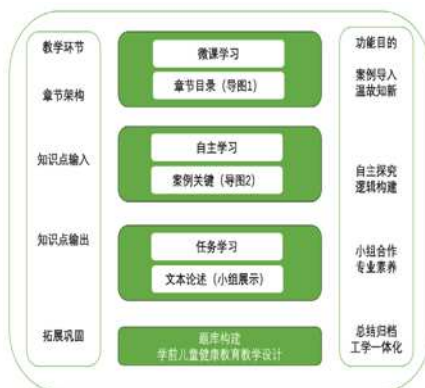 教学环节
章节架构
知识点输入
知识点输出
拓展巩固
微课学习
章节目录（导图1）
自主学习
案例关键（导图2）
任务学习
文本论述（小组展示）
题库构建
学前儿童健康教育教学设计
功能目的
案例导入
温故知新
自主探究
逻辑构建
小组合作
专业素养
总结归档
工学一体化